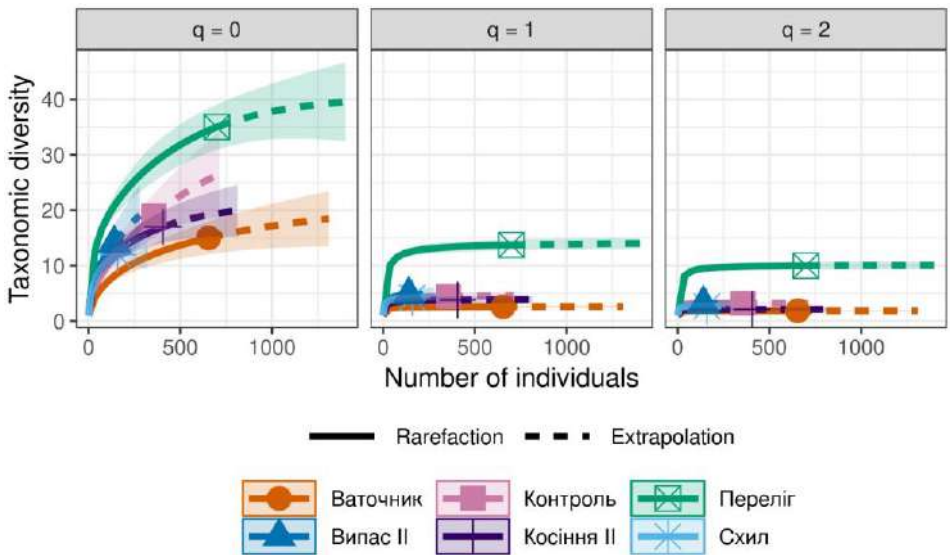 q = 0
q = 1
q = 2
Taxonomic diversity
40
30
20
10
0
0 500 1000
0 500 1000
0 500 1000
Number of individuals
Rarefaction
Extrapolation
Ваточник
Контроль
Переліг
Випас II
Косіння II
Схил